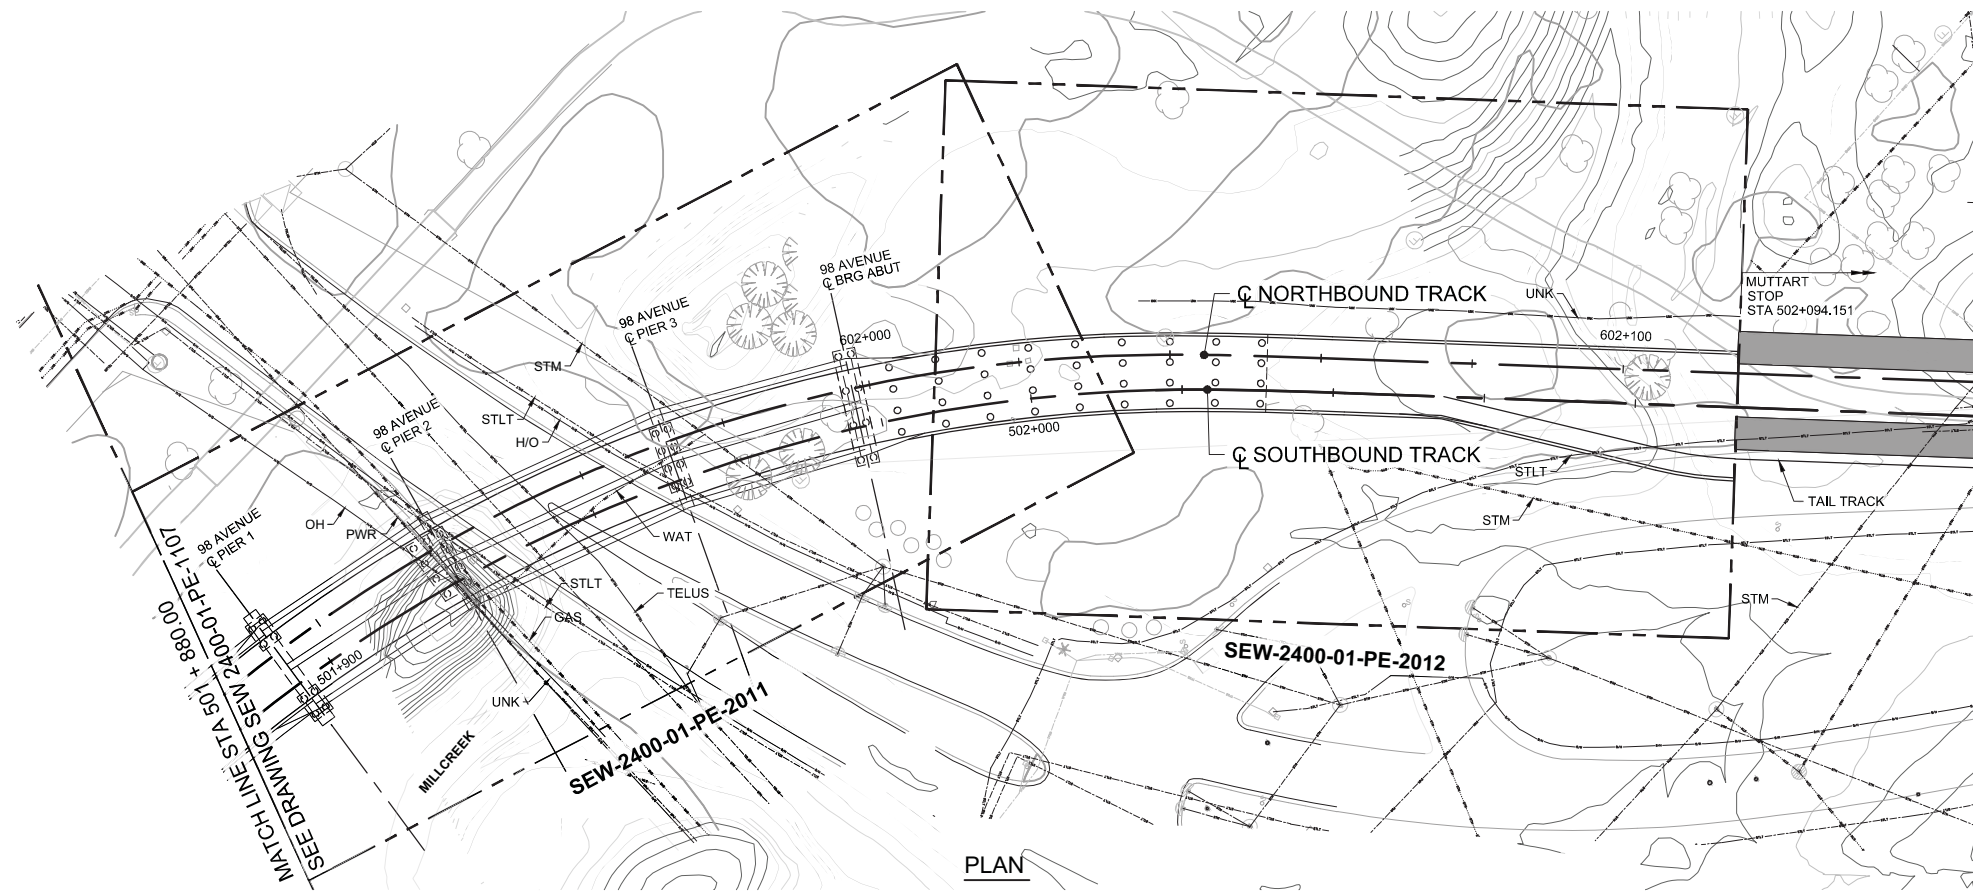 98 AVENUE
℄ BRG ABUT
602+000
98 AVENUE
℄ PIER 3
℄ NORTHBOUND TRACK
UNK
MUTTART
STOP
STA 502+094.151
602+100
STM
STLT
H/O
98 AVENUE
℄ PIER 2
502+000
℄ SOUTHBOUND TRACK
STLT
TAIL TRACK
STM
OH
PWR
WAT
98 AVENUE
℄ PIER 1
STLT
TELUS
GAS
STM
501+900
UNK
MILLCREEK
SEW-2400-01-PE-2011
SEW-2400-01-PE-2012
MATCH LINE STA 501 + 880.00
SEE DRAWING SEW 2400-01-PE-1107
PLAN